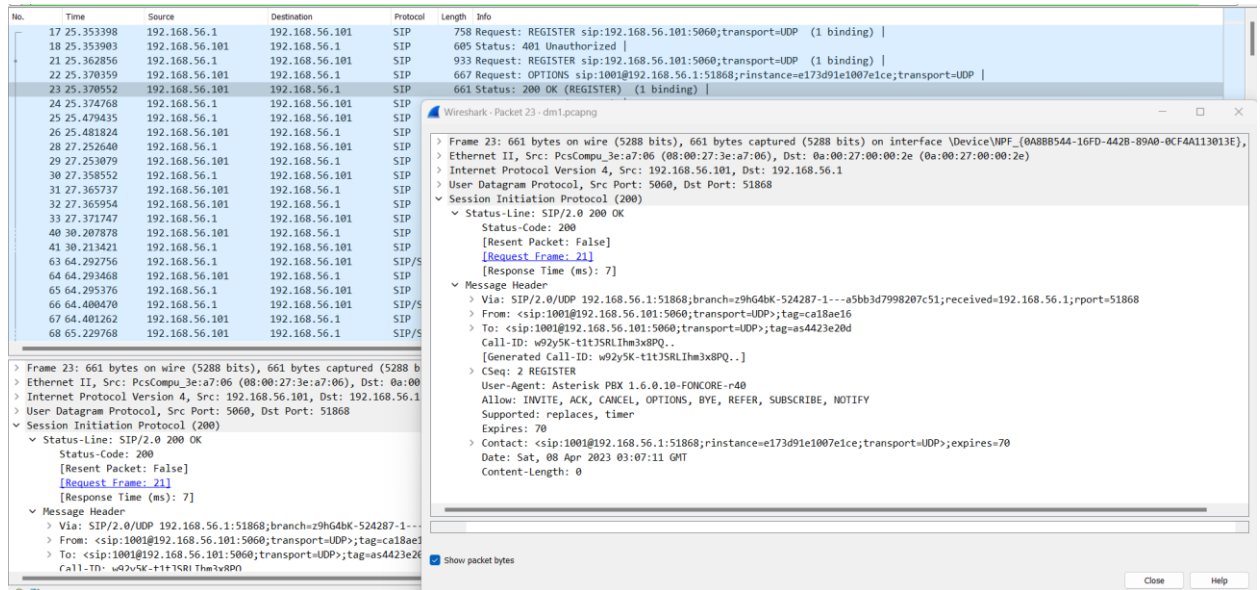 No. Time Source Destination Protocol Length Info
17 25.353398 192.168.56.1 192.168.56.101 SIP 758 Request: REGISTER sip:192.168.56.101:5060;transport=UDP (1 binding) |
18 25.353903 192.168.56.101 192.168.56.1 SIP 605 Status: 401 Unauthorized |
21 25.362856 192.168.56.1 192.168.56.101 SIP 933 Request: REGISTER sip:192.168.56.101:5060;transport=UDP (1 binding) |
22 25.370359 192.168.56.101 192.168.56.1 SIP 667 Request: OPTIONS sip:1001@192.168.56.1:51868;rinstance=e173d91e1007e1ce;transport=UDP |
23 25.370552 192.168.56.101 192.168.56.1 SIP 661 Status: 200 OK (REGISTER) (1 binding) |
24 25.374768 192.168.56.1 192.168.56.101 SIP
25 25.479435 192.168.56.1 192.168.56.101 SIP
26 25.481824 192.168.56.101 192.168.56.1 SIP
28 27.252640 192.168.56.1 192.168.56.101 SIP
29 27.253079 192.168.56.101 192.168.56.1 SIP
30 27.358552 192.168.56.1 192.168.56.101 SIP
31 27.365737 192.168.56.101 192.168.56.1 SIP
32 27.365954 192.168.56.101 192.168.56.1 SIP
33 27.371747 192.168.56.1 192.168.56.101 SIP
40 30.207878 192.168.56.101 192.168.56.1 SIP
41 30.213421 192.168.56.1 192.168.56.101 SIP
63 64.292756 192.168.56.1 192.168.56.101 SIP/S
64 64.293468 192.168.56.101 192.168.56.1 SIP
65 64.295376 192.168.56.1 192.168.56.101 SIP
66 64.400470 192.168.56.1 192.168.56.101 SIP/S
67 64.401262 192.168.56.101 192.168.56.1 SIP
68 65.229768 192.168.56.101 192.168.56.1 SIP/S
> Frame 23: 661 bytes on wire (5288 bits), 661 bytes captured (5288 b
> Ethernet II, Src: PcsCompu_3e:a7:06 (08:00:27:3e:a7:06), Dst: 0a:00
> Internet Protocol Version 4, Src: 192.168.56.101, Dst: 192.168.56.1
> User Datagram Protocol, Src Port: 5060, Dst Port: 51868
Session Initiation Protocol (200)
Status-Line: SIP/2.0 200 OK
Status-Code: 200
[Resent Packet: False]
[Request Frame: 21]
[Response Time (ms): 7]
Message Header
> Via: SIP/2.0/UDP 192.168.56.1:51868;branch=z9hG4bK-524287-1---
> From: <sip:1001@192.168.56.101:5060;transport=UDP>;tag=ca18ae1
> To: <sip:1001@192.168.56.101:5060;transport=UDP>;tag=as4423e20
Call-ID: w92y5K-t1tJSRLIhm3x8PQ
Wireshark · Packet 23 · dm1.pcapng
> Frame 23: 661 bytes on wire (5288 bits), 661 bytes captured (5288 bits) on interface \Device\NPF_{0A8BB544-16FD-442B-89A0-0CF4A113013E},
> Ethernet II, Src: PcsCompu_3e:a7:06 (08:00:27:3e:a7:06), Dst: 0a:00:27:00:00:2e (0a:00:27:00:00:2e)
> Internet Protocol Version 4, Src: 192.168.56.101, Dst: 192.168.56.1
> User Datagram Protocol, Src Port: 5060, Dst Port: 51868
Session Initiation Protocol (200)
Status-Line: SIP/2.0 200 OK
Status-Code: 200
[Resent Packet: False]
[Request Frame: 21]
[Response Time (ms): 7]
Message Header
> Via: SIP/2.0/UDP 192.168.56.1:51868;branch=z9hG4bK-524287-1---a5bb3d7998207c51;received=192.168.56.1;rport=51868
> From: <sip:1001@192.168.56.101:5060;transport=UDP>;tag=ca18ae16
> To: <sip:1001@192.168.56.101:5060;transport=UDP>;tag=as4423e20d
Call-ID: w92y5K-t1tJSRLIhm3x8PQ..
[Generated Call-ID: w92y5K-t1tJSRLIhm3x8PQ..]
> CSeq: 2 REGISTER
User-Agent: Asterisk PBX 1.6.0.10-FONCORE-r40
Allow: INVITE, ACK, CANCEL, OPTIONS, BYE, REFER, SUBSCRIBE, NOTIFY
Supported: replaces, timer
Expires: 70
> Contact: <sip:1001@192.168.56.1:51868;rinstance=e173d91e1007e1ce;transport=UDP>;expires=70
Date: Sat, 08 Apr 2023 03:07:11 GMT
Content-Length: 0
Show packet bytes
Close Help